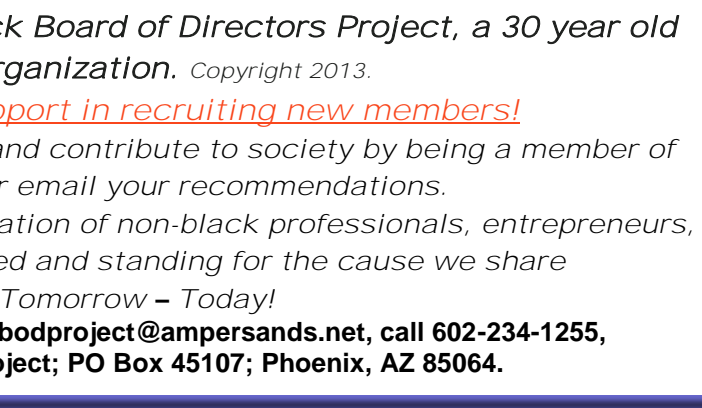 ck Board of Directors Project, a 30 year old
rganization. Copyright 2013.
pport in recruiting new members!
and contribute to society by being a member of
r email your recommendations.
ation of non-black professionals, entrepreneurs,
ed and standing for the cause we share
Tomorrow – Today!
bodproject@ampersands.net, call 602-234-1255,
oject; PO Box 45107; Phoenix, AZ 85064.